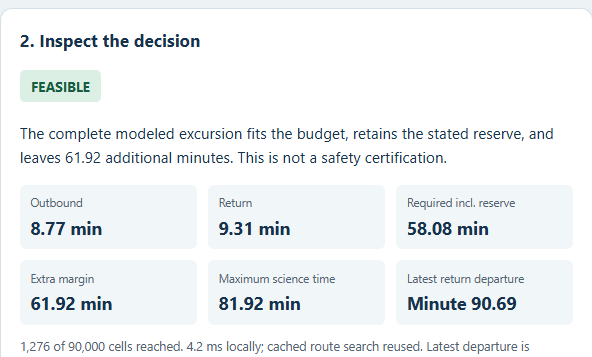 2. Inspect the decision
FEASIBLE
The complete modeled excursion fits the budget, retains the stated reserve, and
leaves 61.92 additional minutes. This is not a safety certification.
Outbound
8.77 min
Return
9.31 min
Required incl. reserve
58.08 min
Extra margin
61.92 min
Maximum science time
81.92 min
Latest return departure
Minute 90.69
1,276 of 90,000 cells reached. 4.2 ms locally; cached route search reused. Latest departure is